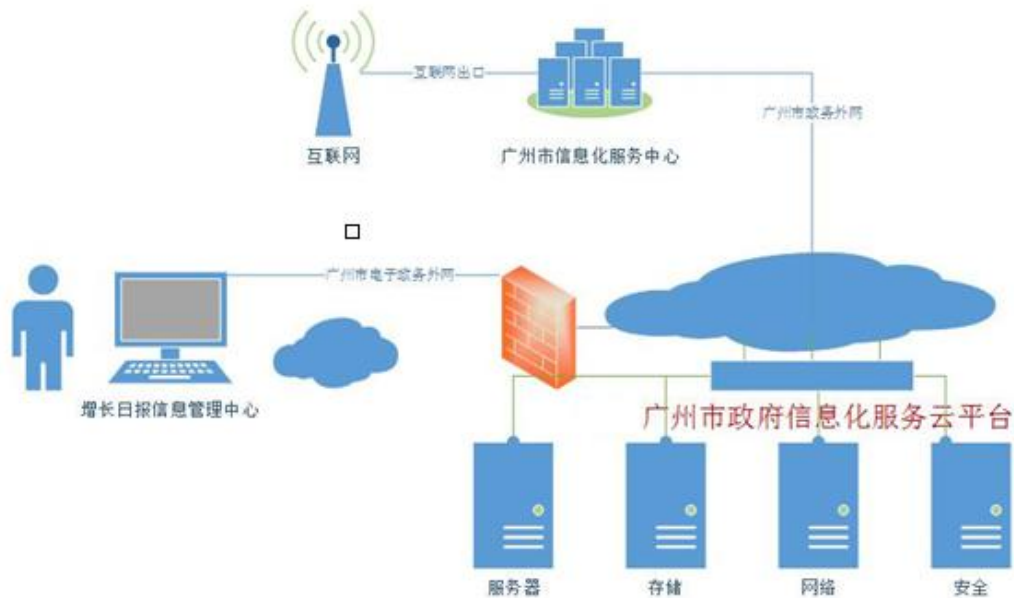 互联网出口
广州市政务外网
互联网
广州市信息化服务中心
广州市电子政务外网
增长日报信息管理中心
广州市政府信息化服务云平台
服务器
存储
网络
安全